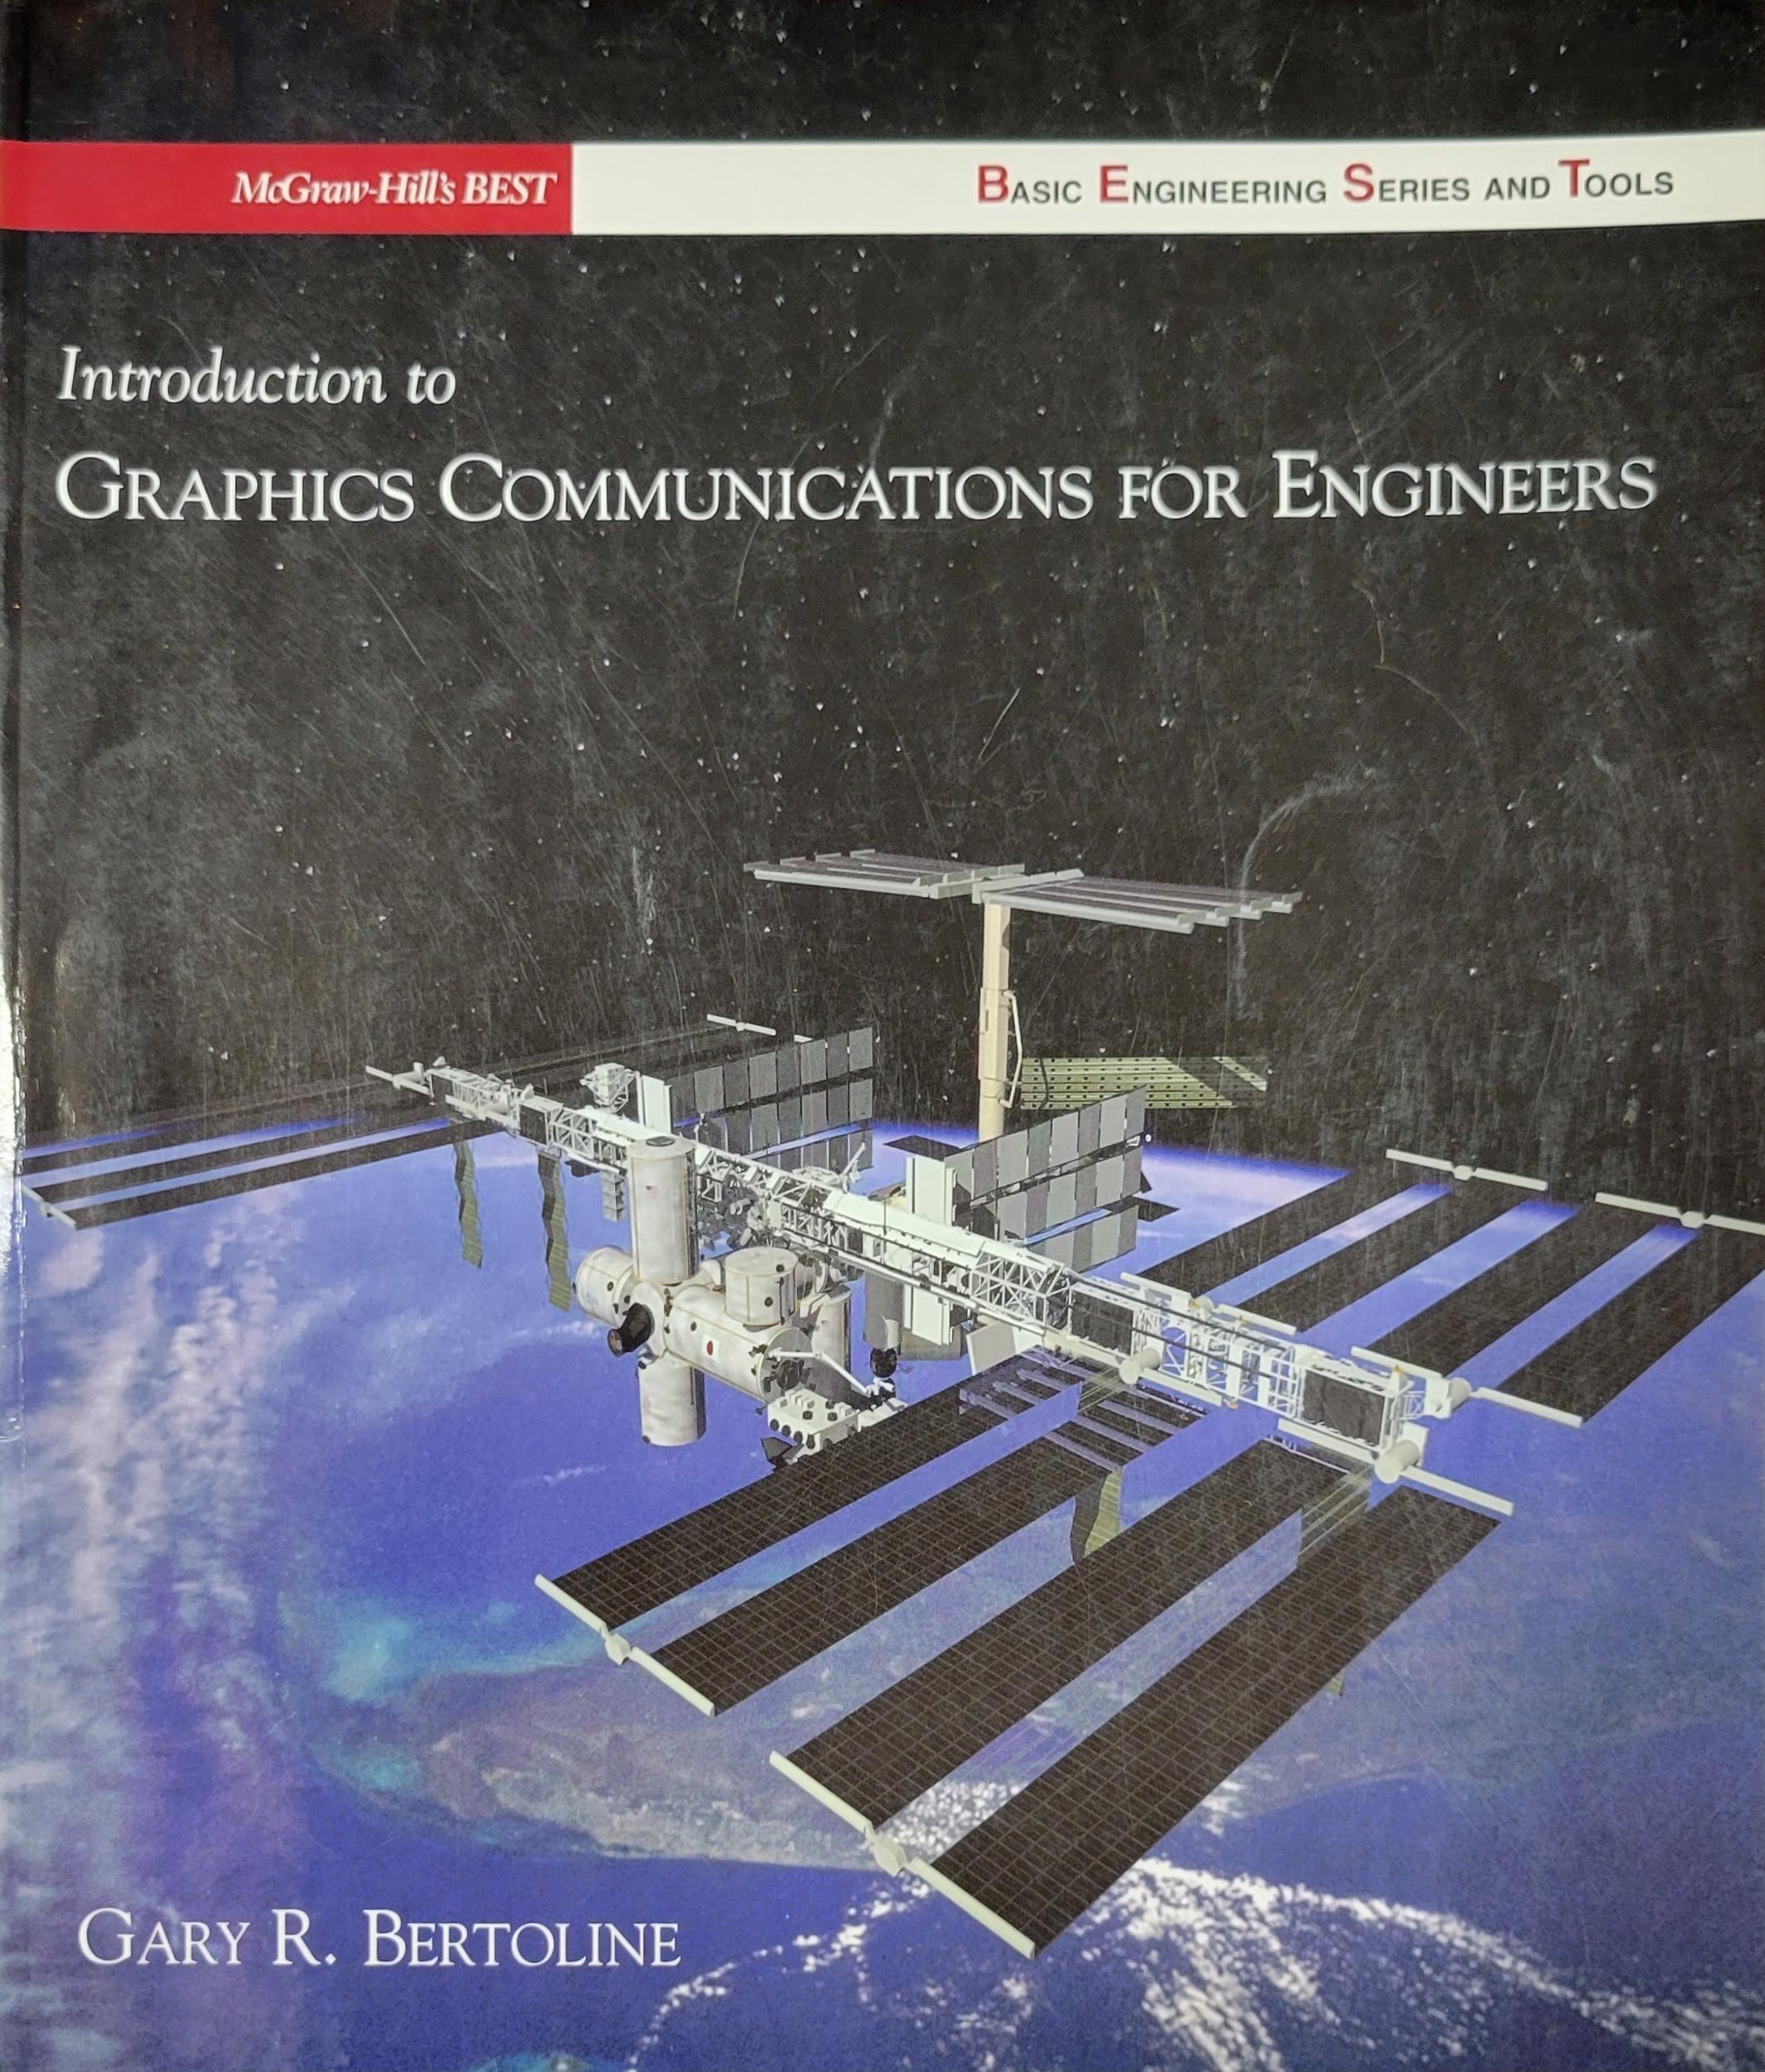 McGraw-Hill's BEST
BASIC ENGINEERING SERIES AND TOOLS
Introduction to
GRAPHICS COMMUNICATIONS FOR ENGINEERS
GARY R. BERTOLINE